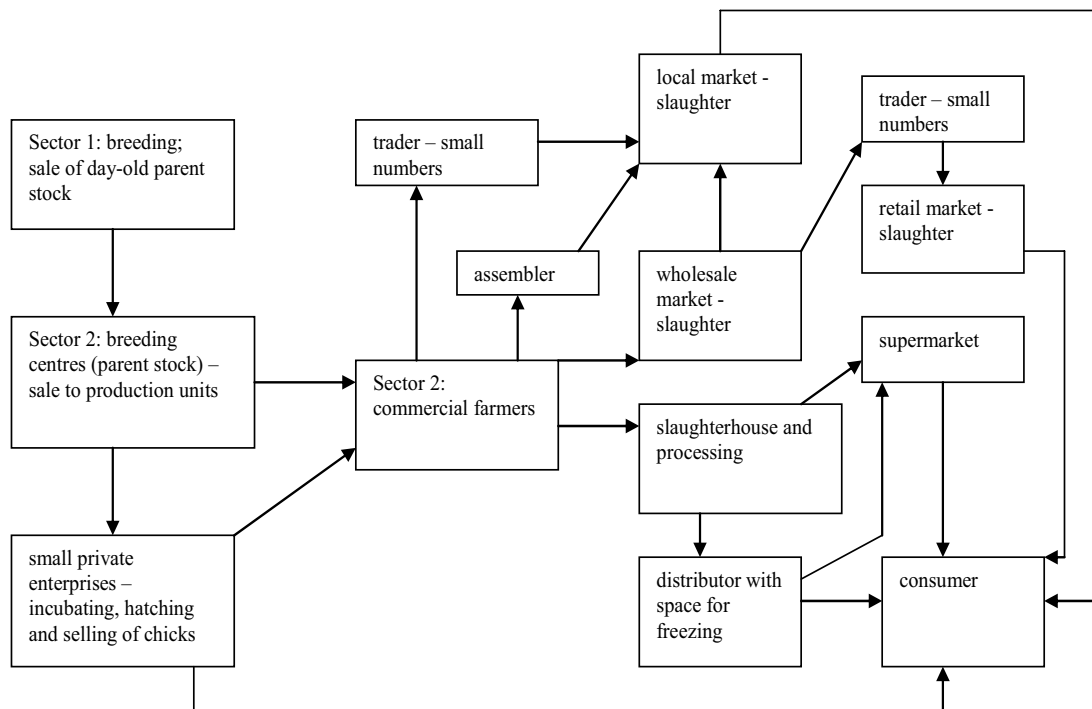 Sector 1: breeding;
sale of day-old parent
stock
Sector 2: breeding
centres (parent stock) –
sale to production units
small private
enterprises –
incubating, hatching
and selling of chicks
trader – small
numbers
assembler
Sector 2:
commercial farmers
local market -
slaughter
wholesale
market -
slaughter
slaughterhouse and
processing
distributor with
space for
freezing
trader – small
numbers
retail market -
slaughter
supermarket
consumer